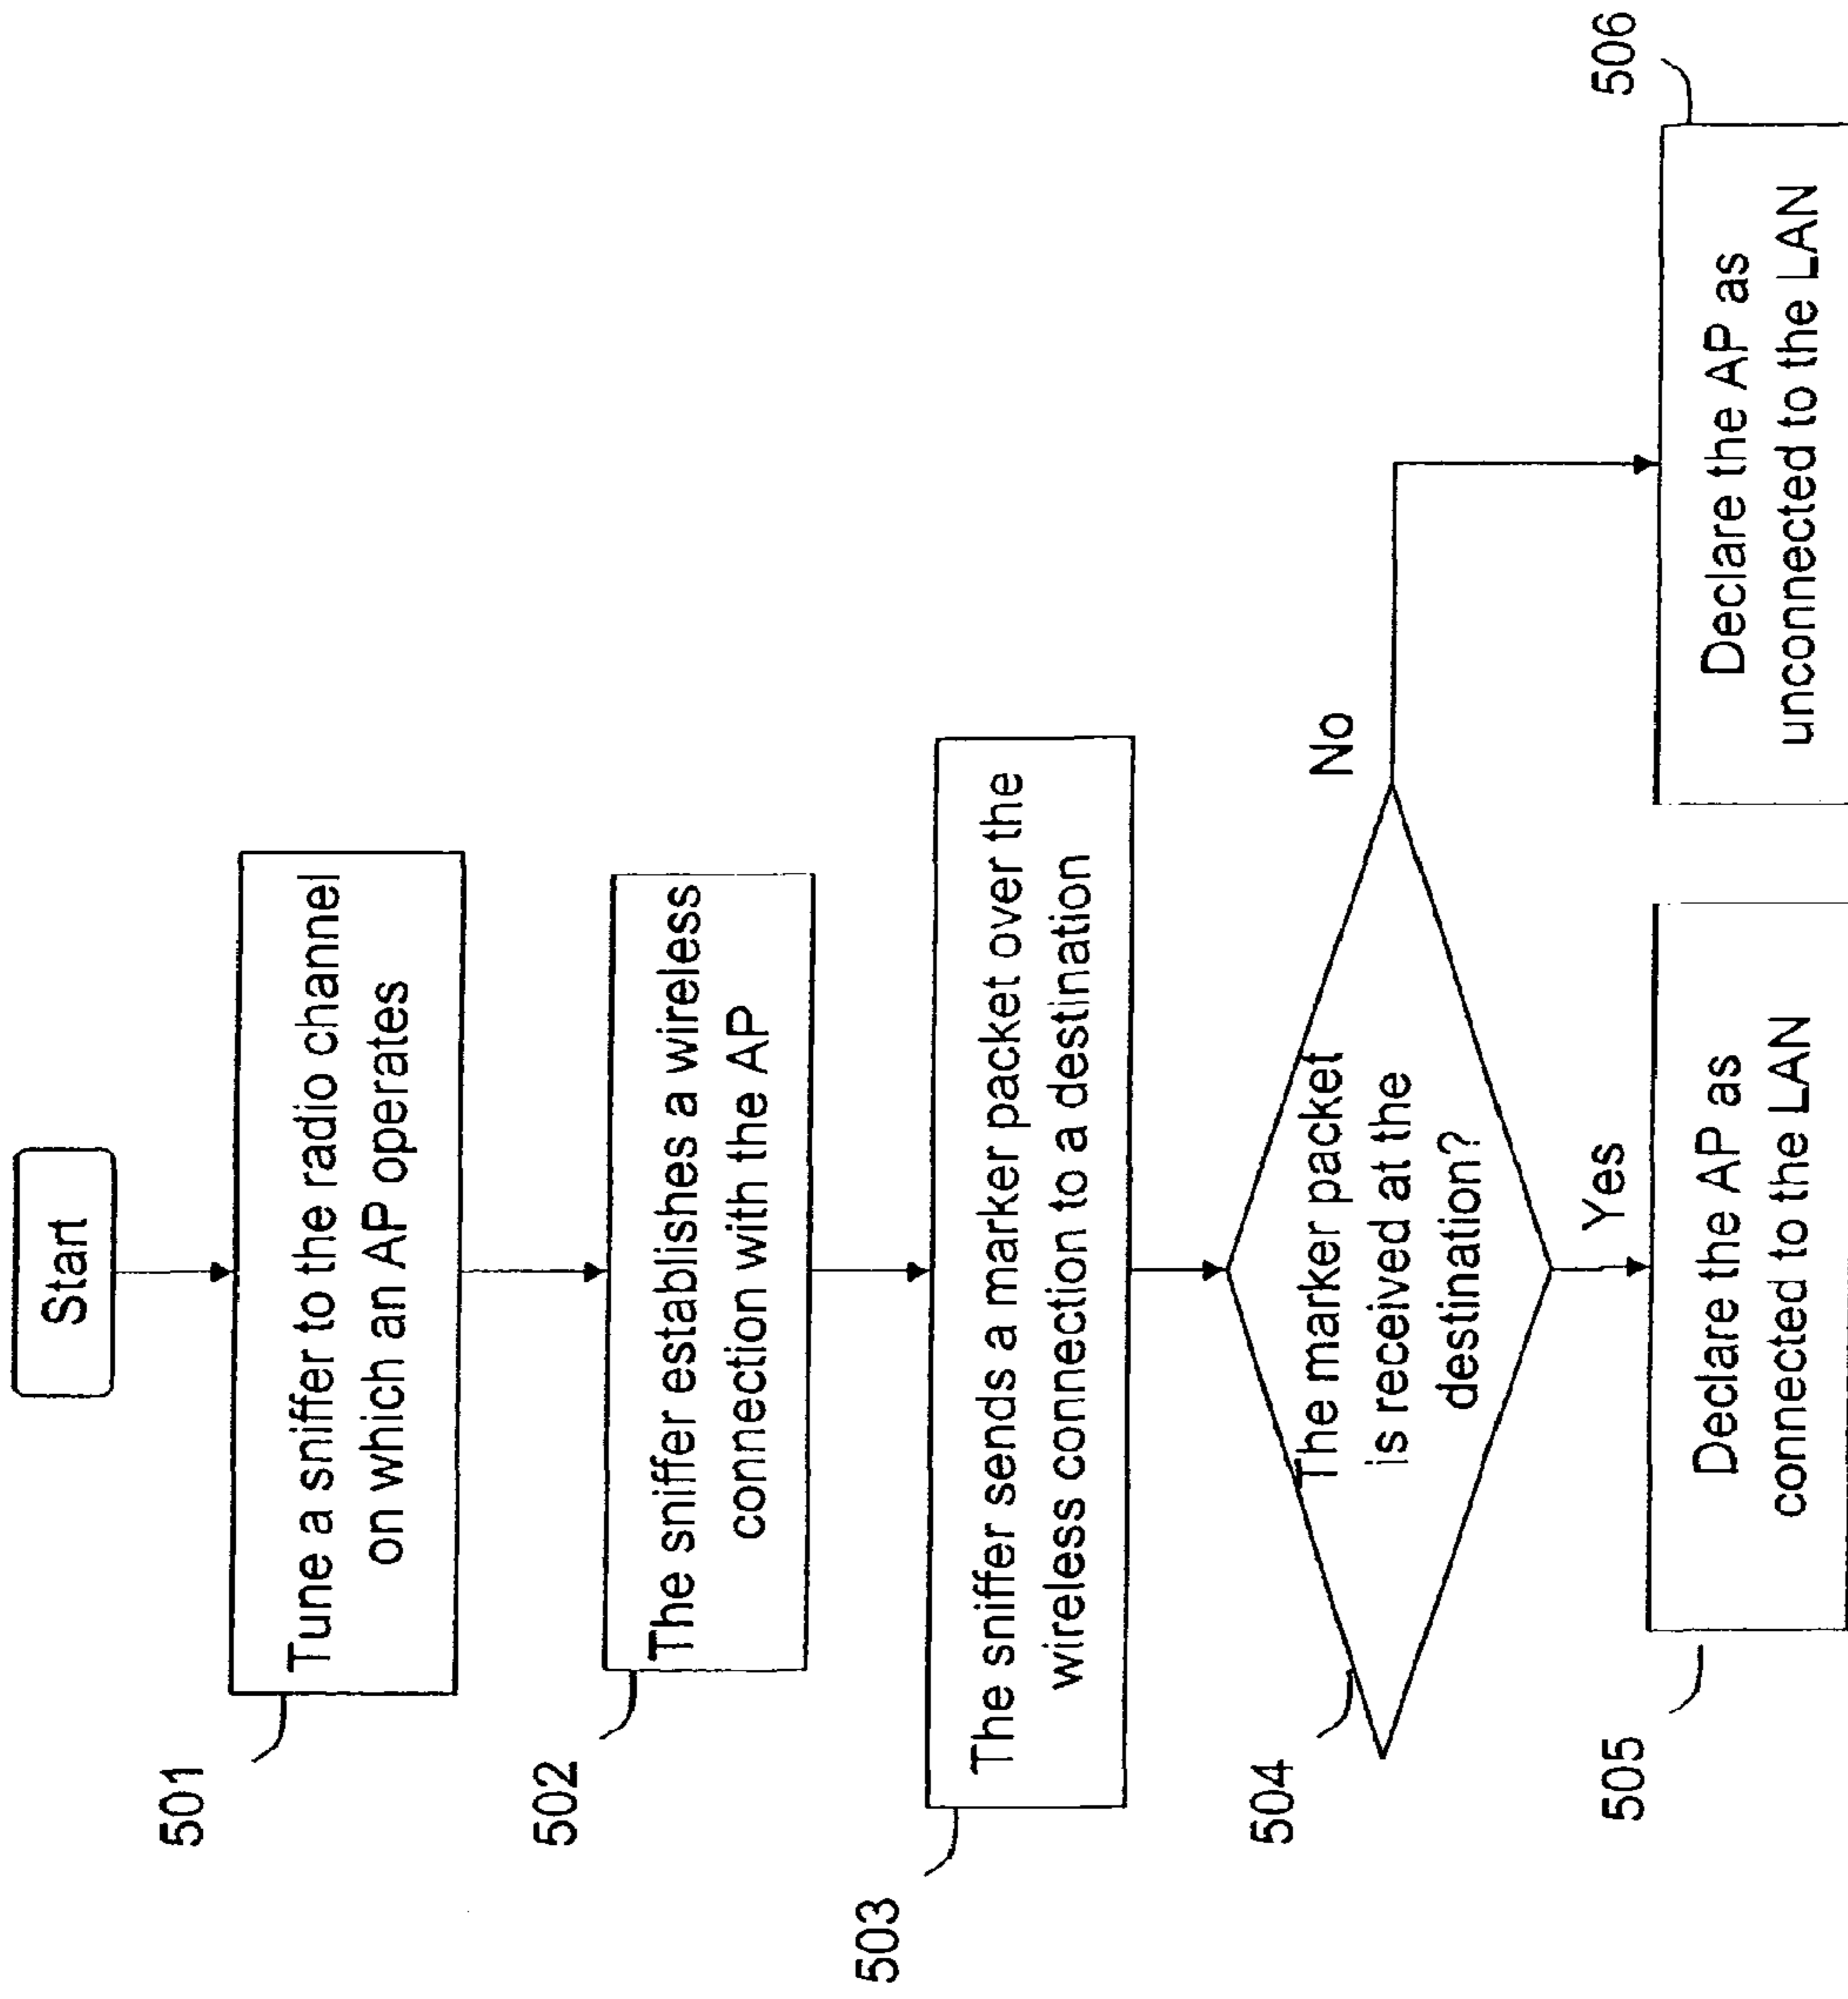 Start
501
Tune a sniffer to the radio channel
on which an AP operates
502
The sniffer establishes a wireless
connection with the AP
503
The sniffer sends a marker packet over the
wireless connection to a destination
504
The marker packet
is received at the
destination?
No
Yes
505
Declare the AP as
connected to the LAN
506
Declare the AP as
unconnected to the LAN